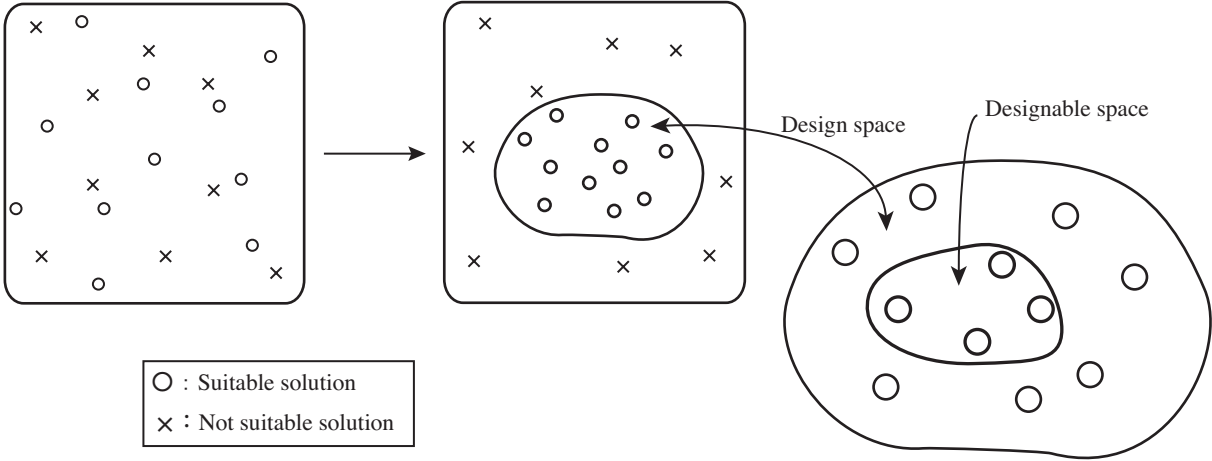 Designable space
Design space
: Suitable solution
: Not suitable solution